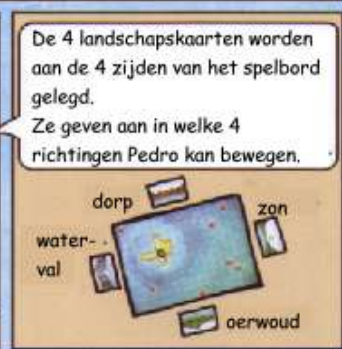 De 4 landschapskaarten worden
aan de 4 zijden van het spelbord
gelegd.
Ze geven aan in welke 4
richtingen Pedro kan bewegen.
dorp
zon
water-
val
oerwoud